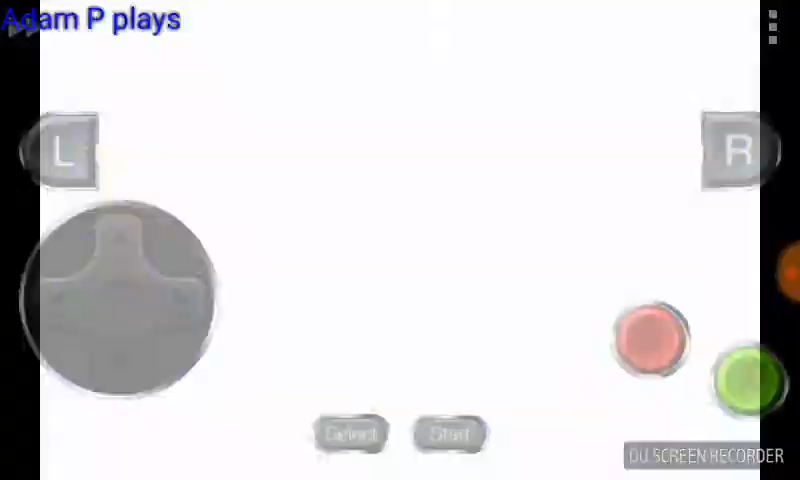 Adam P plays
L
R
Select
Start
DU SCREEN RECORDER